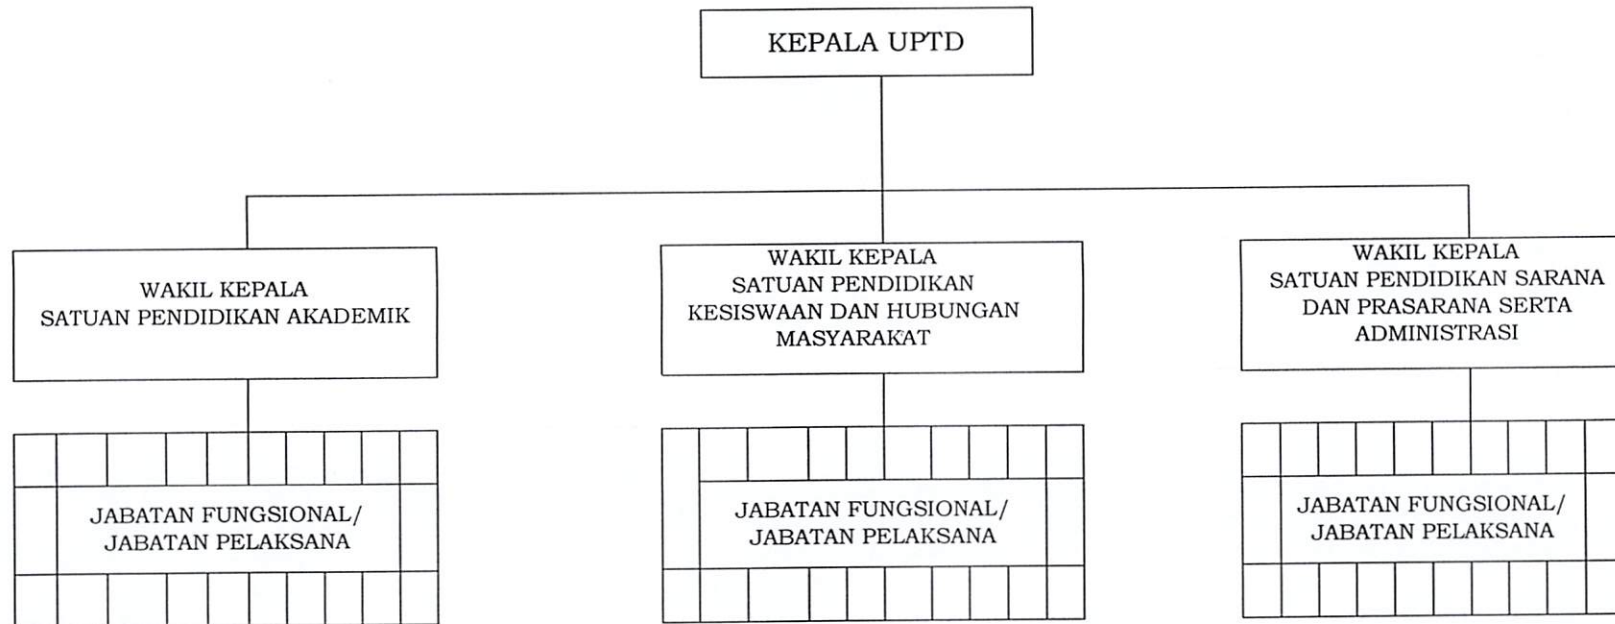 KEPALA UPTD
WAKIL KEPALA
SATUAN PENDIDIKAN AKADEMIK
WAKIL KEPALA
SATUAN PENDIDIKAN
KESISWAAN DAN HUBUNGAN
MASYARAKAT
WAKIL KEPALA
SATUAN PENDIDIKAN SARANA
DAN PRASARANA SERTA
ADMINISTRASI
JABATAN FUNGSIONAL/
JABATAN PELAKSANA
JABATAN FUNGSIONAL/
JABATAN PELAKSANA
JABATAN FUNGSIONAL/
JABATAN PELAKSANA